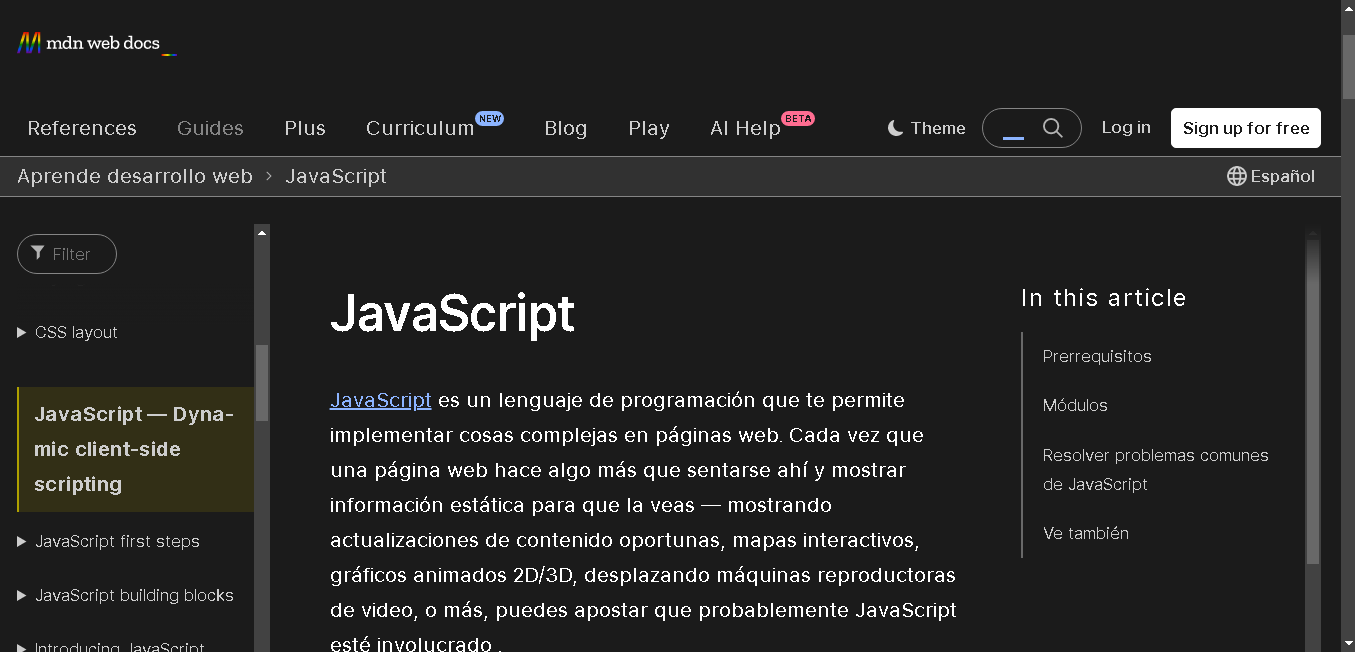 mdn web docs
References Guides Plus Curriculum NEW Blog Play AI Help BETA Theme Log in Sign up for free
Aprende desarrollo web › JavaScript Español
Filter
CSS layout
JavaScript — Dyna-
mic client-side
scripting
JavaScript first steps
JavaScript building blocks
Introducing JavaScript
JavaScript
JavaScript es un lenguaje de programación que te permite
implementar cosas complejas en páginas web. Cada vez que
una página web hace algo más que sentarse ahí y mostrar
información estática para que la veas — mostrando
actualizaciones de contenido oportunas, mapas interactivos,
gráficos animados 2D/3D, desplazando máquinas reproductoras
de video, o más, puedes apostar que probablemente JavaScript
esté involucrado .
In this article
Prerrequisitos
Módulos
Resolver problemas comunes
de JavaScript
Ve también